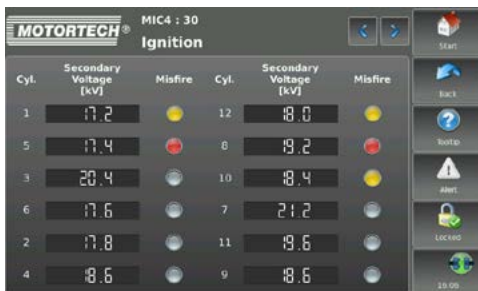 MOTORTECH®
MIC4 : 30
Ignition
Start
Cyl. Secondary Voltage [kV] Misfire Cyl. Secondary Voltage [kV] Misfire
1 17.2 12 18.0
5 17.4 8 19.2
3 20.4 10 18.4
6 17.6 7 21.2
2 17.8 11 19.6
4 18.6 9 18.6
Back
Tooltip
Alert
Locked